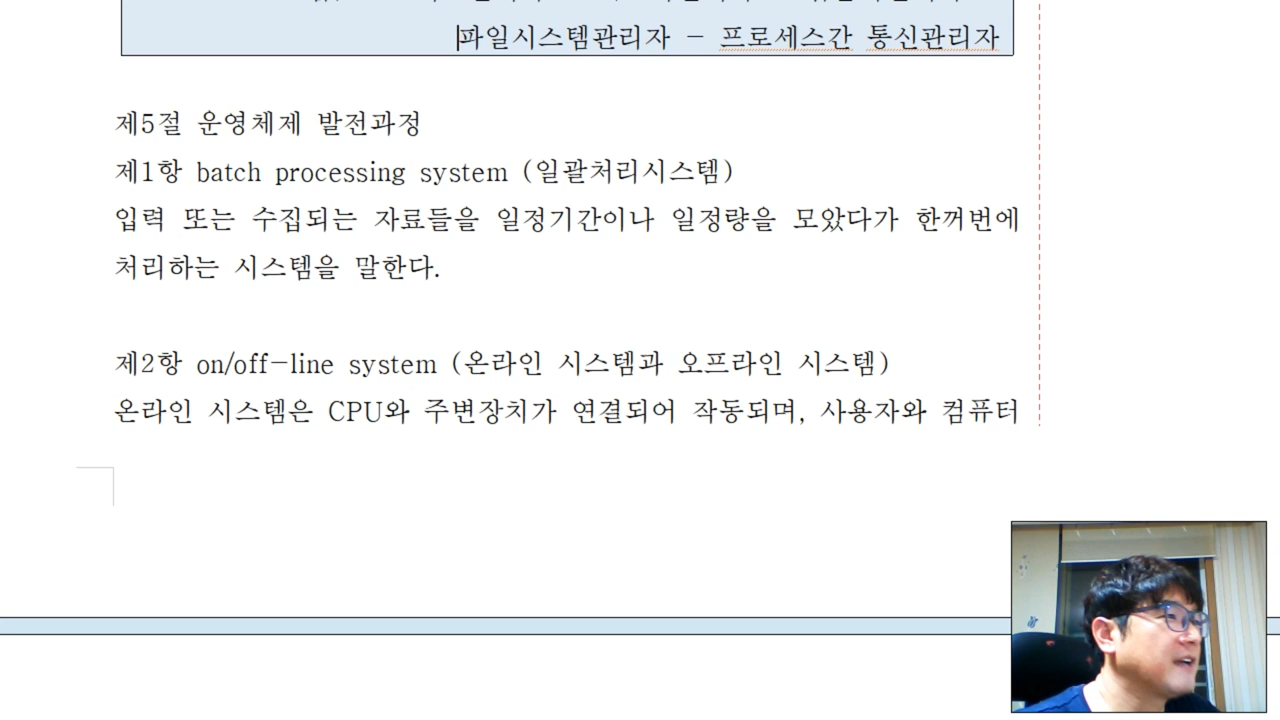 파일시스템관리자 - 프로세스간 통신관리자
제5절 운영체제 발전과정
제1항 batch processing system (일괄처리시스템)
입력 또는 수집되는 자료들을 일정기간이나 일정량을 모았다가 한꺼번에
처리하는 시스템을 말한다.
제2항 on/off-line system (온라인 시스템과 오프라인 시스템)
온라인 시스템은 CPU와 주변장치가 연결되어 작동되며, 사용자와 컴퓨터